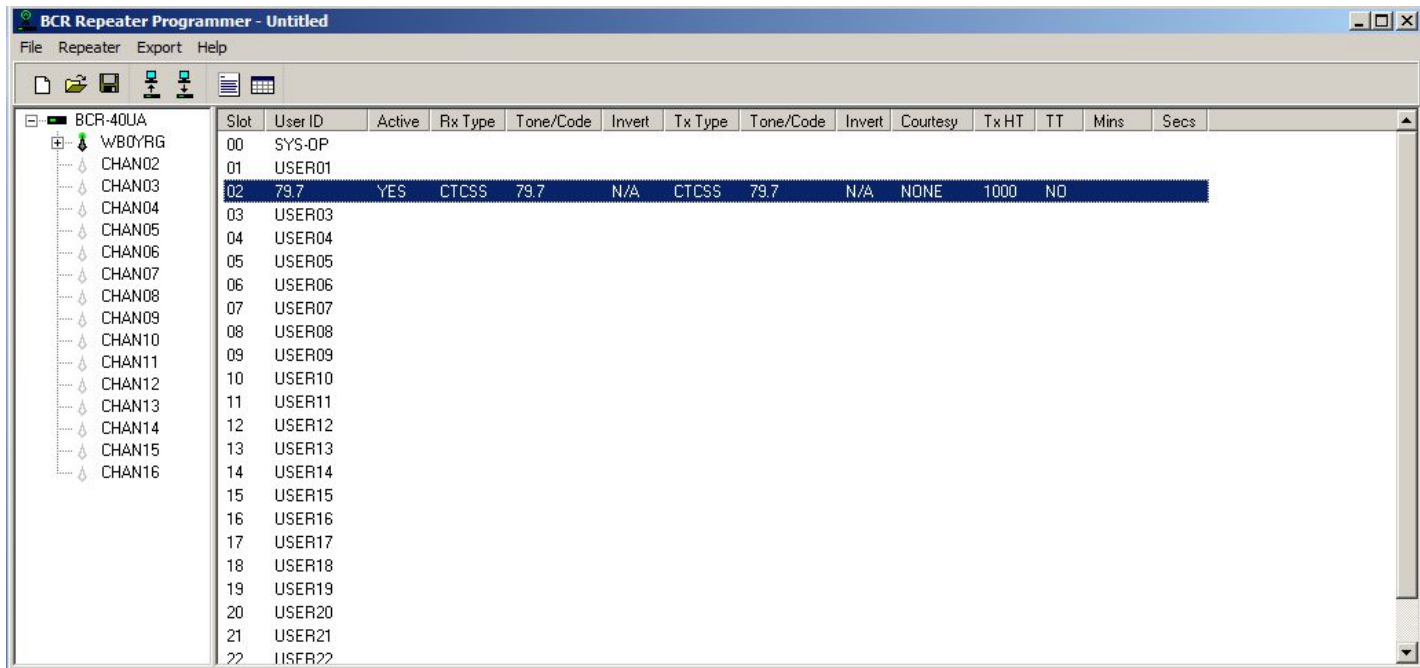 BCR Repeater Programmer - Untitled
File Repeater Export Help
BCR-40UA
WB0YRG
CHAN02
CHAN03
CHAN04
CHAN05
CHAN06
CHAN07
CHAN08
CHAN09
CHAN10
CHAN11
CHAN12
CHAN13
CHAN14
CHAN15
CHAN16
Slot User ID Active Rx Type Tone/Code Invert Tx Type Tone/Code Invert Courtesy Tx HT TT Mins Secs
00 SYS-OP
01 USER01
02 79.7 YES CTCSS 79.7 N/A CTCSS 79.7 N/A NONE 1000 NO
03 USER03
04 USER04
05 USER05
06 USER06
07 USER07
08 USER08
09 USER09
10 USER10
11 USER11
12 USER12
13 USER13
14 USER14
15 USER15
16 USER16
17 USER17
18 USER18
19 USER19
20 USER20
21 USER21
22 USER22